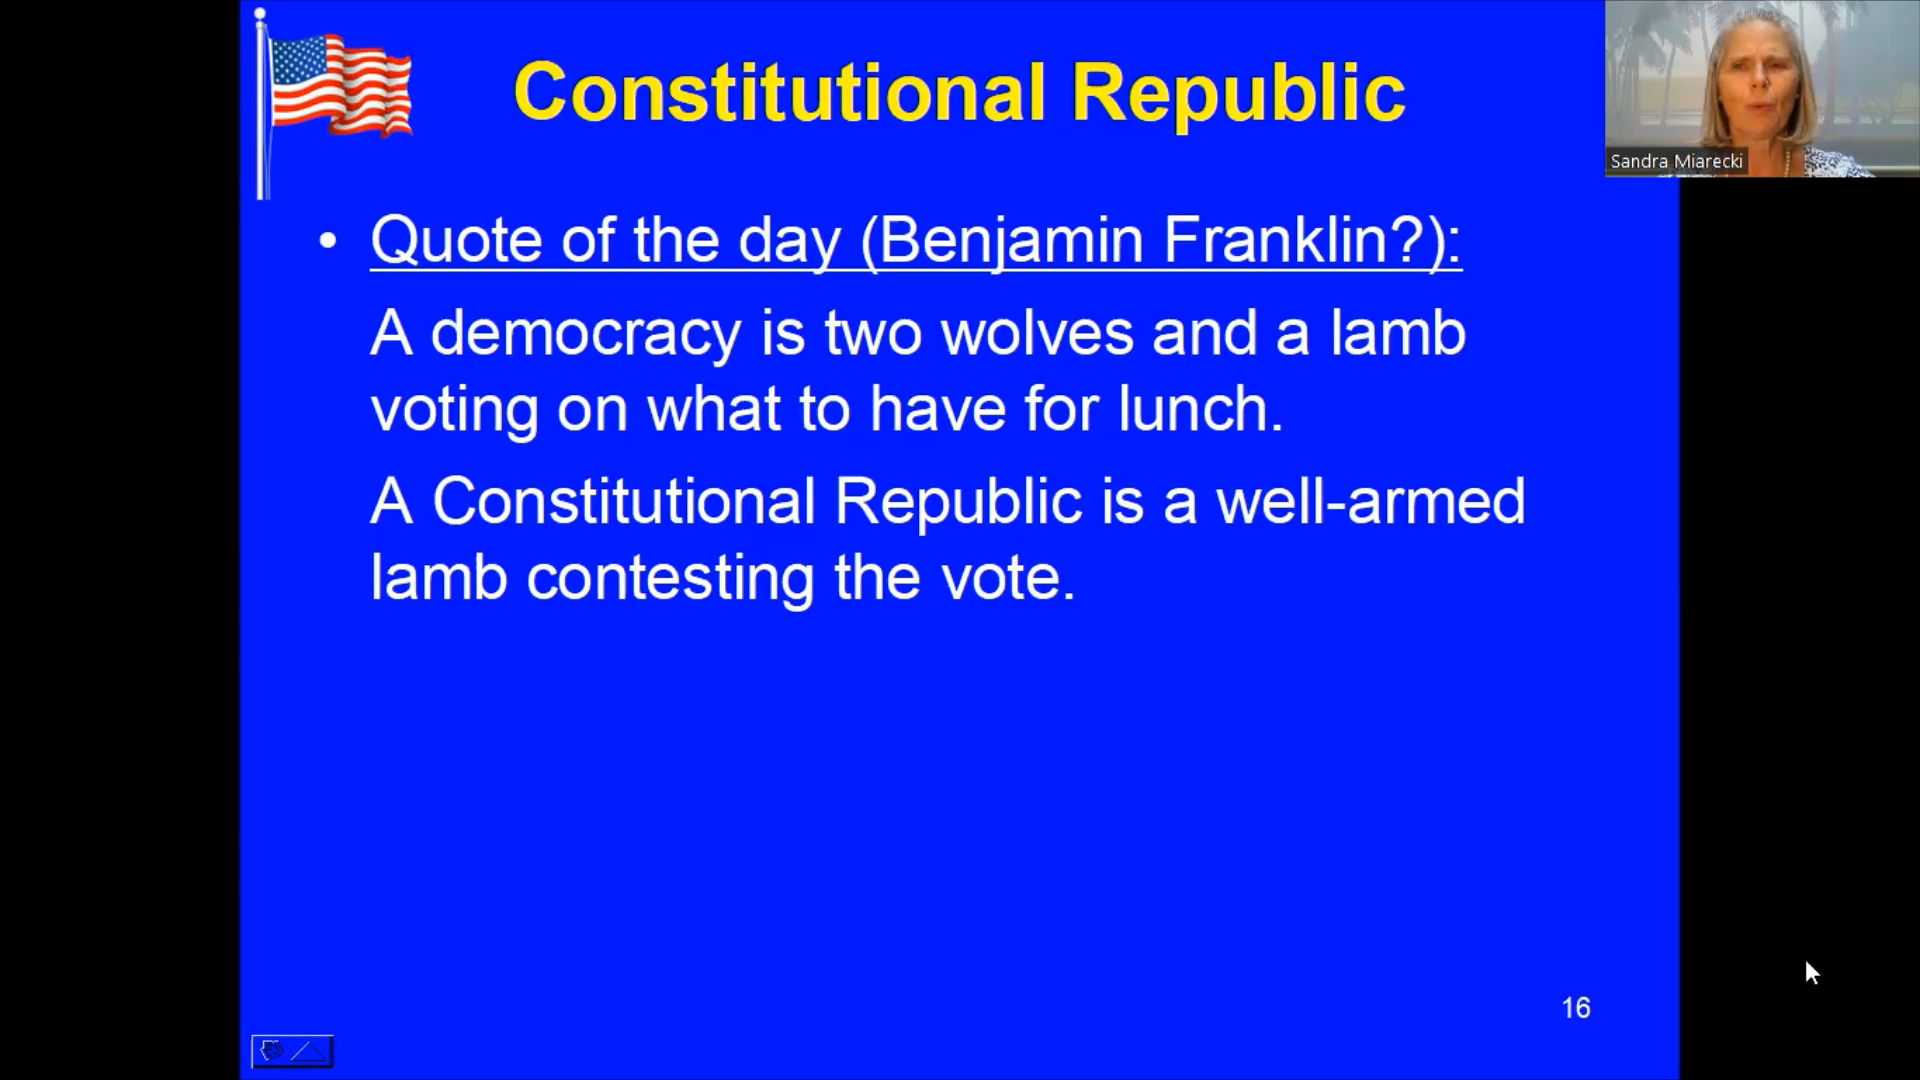 Constitutional Republic
Sandra Miarecki
• Quote of the day (Benjamin Franklin?):
A democracy is two wolves and a lamb
voting on what to have for lunch.
A Constitutional Republic is a well-armed
lamb contesting the vote.
16